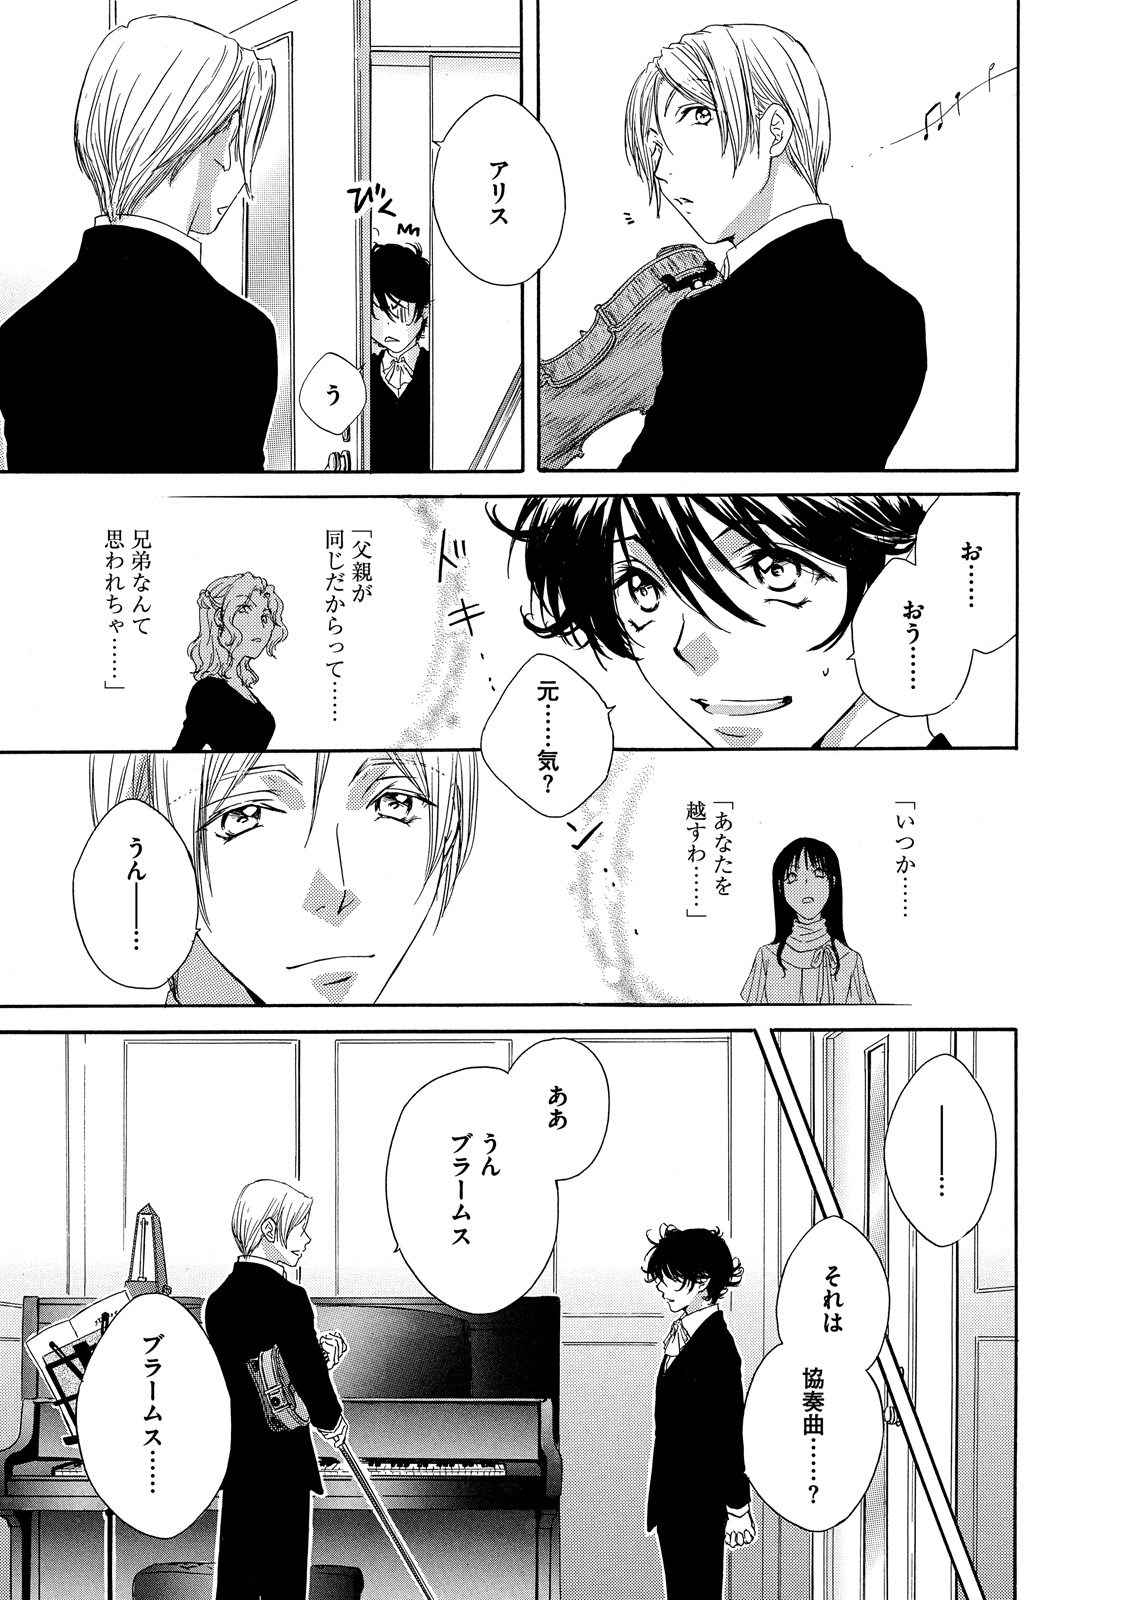 アリス
びくっ
う
お……
おう……
ドキ
元……気？
「父親が
同じだからって……
兄弟なんて
思われちゃ……」
「いつか……
「あなたを
越すわ……」
ン
うん――…
――…
それは
協奏曲……？
ああ
うん
ブラームス
ブラームス……